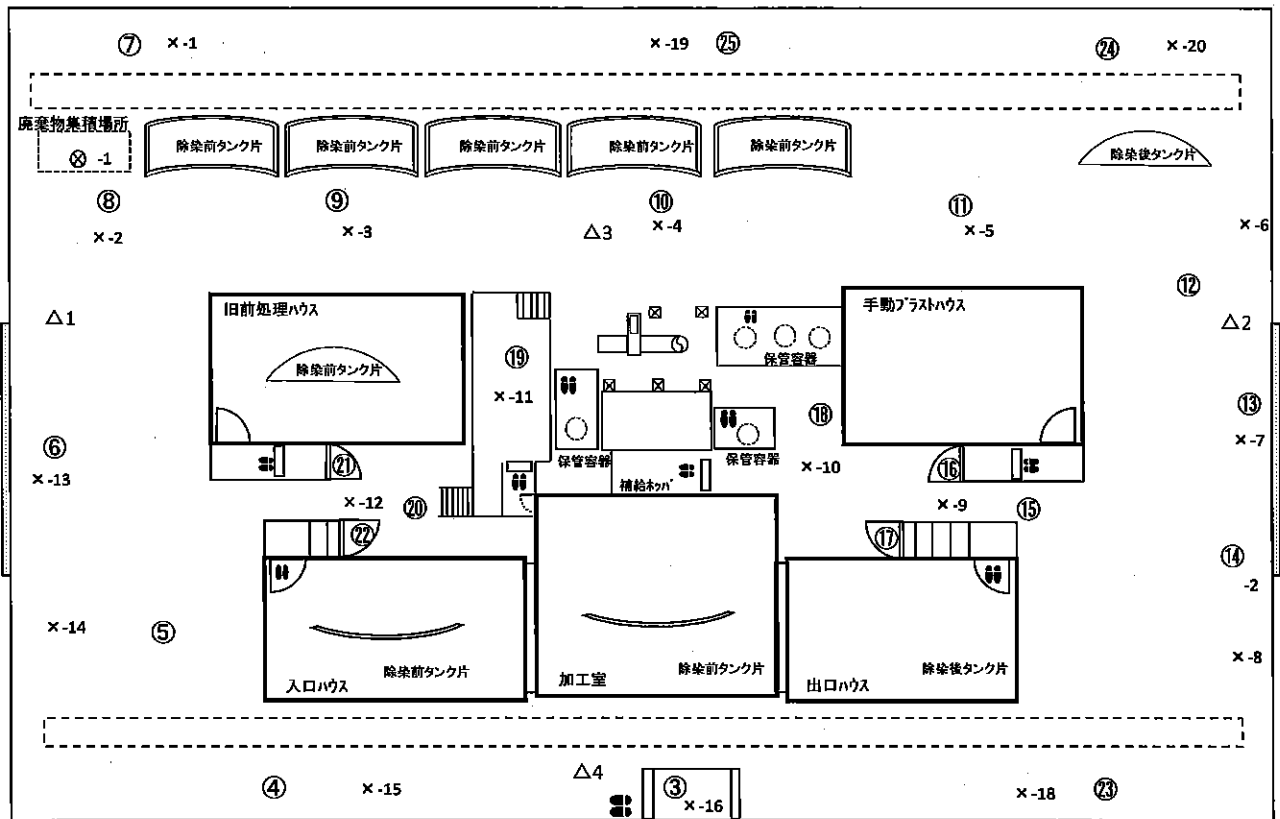 ⑦ ×-1 ×-19 ㉕ ㉔ ×-20
廃棄物集積場所
⊗ -1
除染前タンク片 除染前タンク片 除染前タンク片 除染前タンク片 除染前タンク片 除染後タンク片
⑧ ⑨ ⑩ ⑪
×-2 ×-3 △3 ×-4 ×-5 ×-6
⑫
△1 旧前処理ハウス 手動ブラストハウス △2
⑲ 保管容器
除染前タンク片
×-11 ⑱ ⑬
⑥ ×-7
㉑ 保管容器 保管容器 ×-10 ⑯
×-13 補給ホッパ
×-12 ⑳ ×-9 ⑮
㉒ ⑰ ⑭
-2
×-14 ⑤ ×-8
除染前タンク片 除染前タンク片 除染後タンク片
入口ハウス 加工室 出口ハウス
△4
④ ×-15 ③ ×-16 ×-18 ㉓